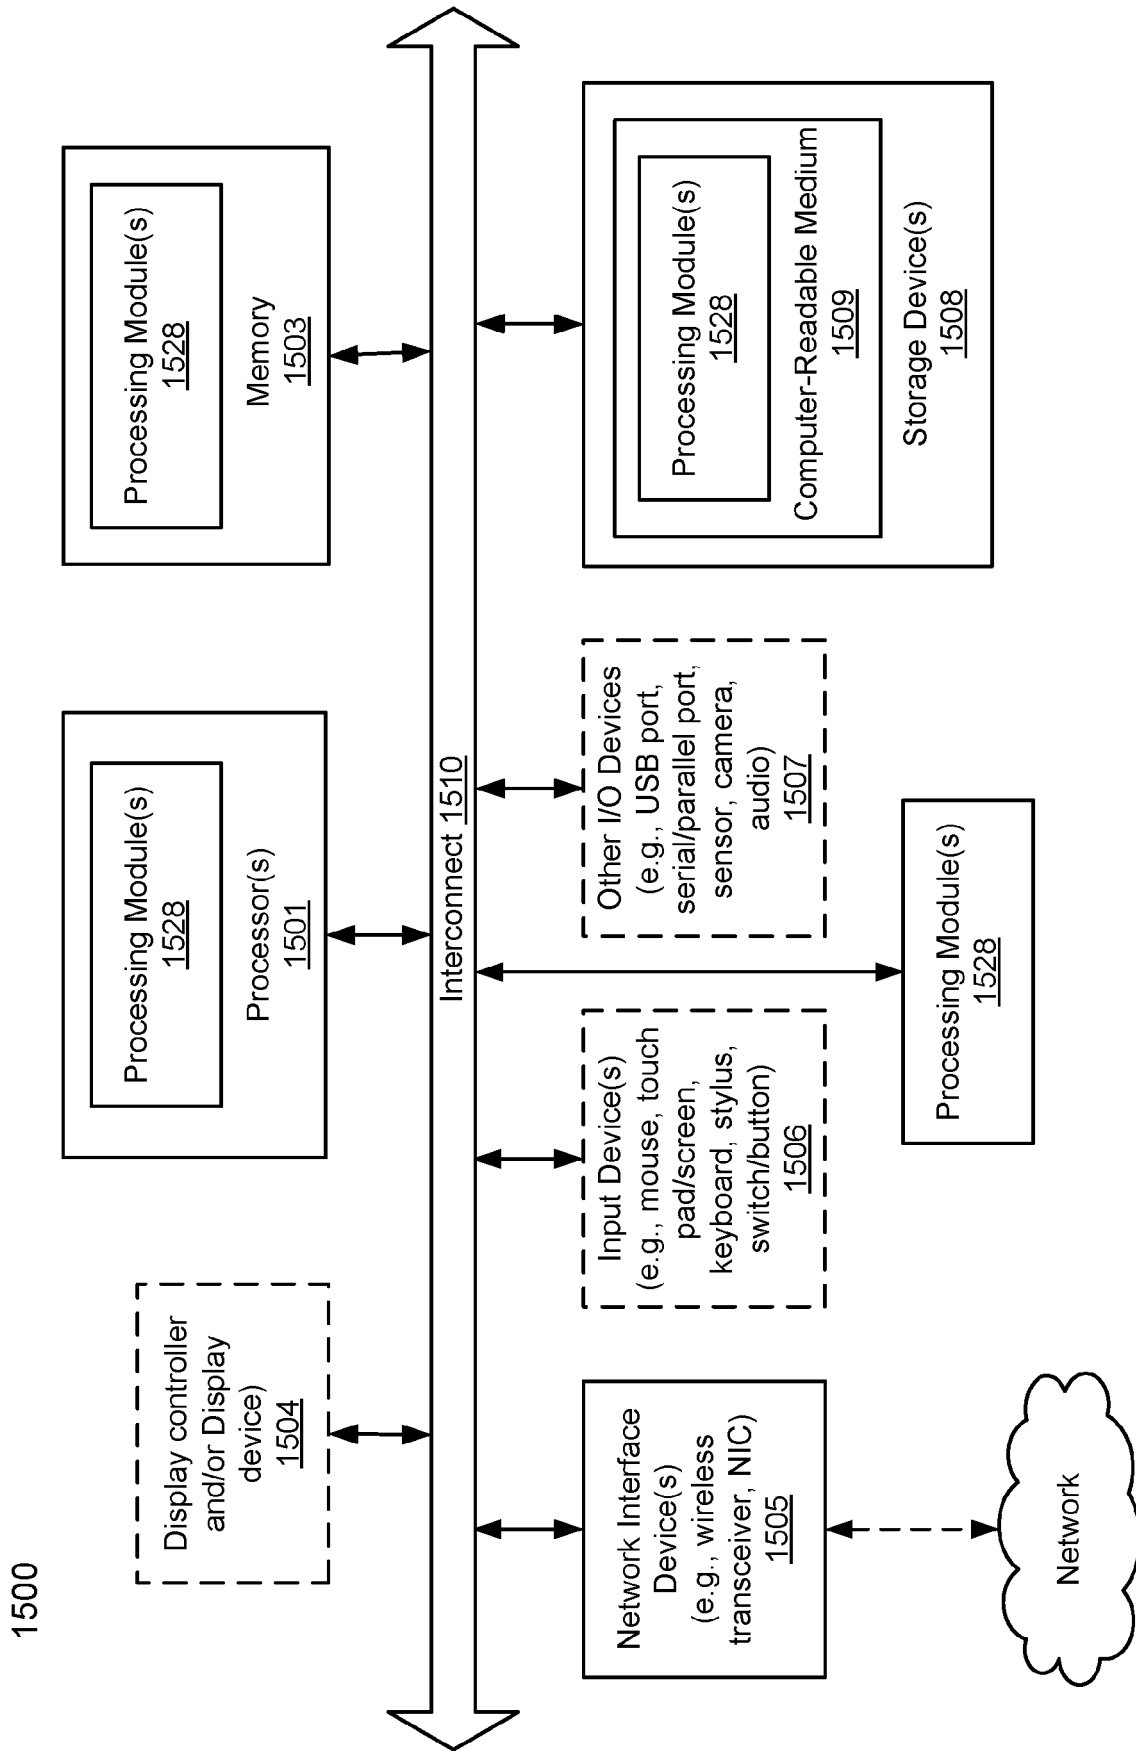 1500
Display controller
and/or Display
device)
1504
Processing Module(s)
1528
Processor(s)
1501
Processing Module(s)
1528
Memory
1503
Interconnect 1510
Network Interface
Device(s)
(e.g., wireless
transceiver, NIC)
1505
Input Device(s)
(e.g., mouse, touch
pad/screen,
keyboard, stylus,
switch/button)
1506
Other I/O Devices
(e.g., USB port,
serial/parallel port,
sensor, camera,
audio)
1507
Processing Module(s)
1528
Computer-Readable Medium
1509
Storage Device(s)
1508
Processing Module(s)
1528
Network